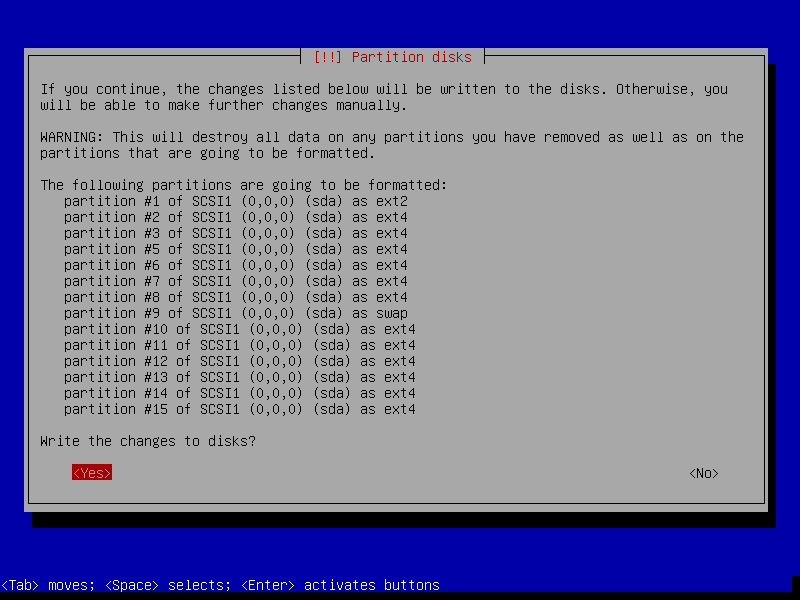 [!!] Partition disks
If you continue, the changes listed below will be written to the disks. Otherwise, you
will be able to make further changes manually.
WARNING: This will destroy all data on any partitions you have removed as well as on the
partitions that are going to be formatted.
The following partitions are going to be formatted:
partition #1 of SCSI1 (0,0,0) (sda) as ext2
partition #2 of SCSI1 (0,0,0) (sda) as ext4
partition #3 of SCSI1 (0,0,0) (sda) as ext4
partition #5 of SCSI1 (0,0,0) (sda) as ext4
partition #6 of SCSI1 (0,0,0) (sda) as ext4
partition #7 of SCSI1 (0,0,0) (sda) as ext4
partition #8 of SCSI1 (0,0,0) (sda) as ext4
partition #9 of SCSI1 (0,0,0) (sda) as swap
partition #10 of SCSI1 (0,0,0) (sda) as ext4
partition #11 of SCSI1 (0,0,0) (sda) as ext4
partition #12 of SCSI1 (0,0,0) (sda) as ext4
partition #13 of SCSI1 (0,0,0) (sda) as ext4
partition #14 of SCSI1 (0,0,0) (sda) as ext4
partition #15 of SCSI1 (0,0,0) (sda) as ext4
Write the changes to disks?
<Yes> <No>
<Tab> moves; <Space> selects; <Enter> activates buttons